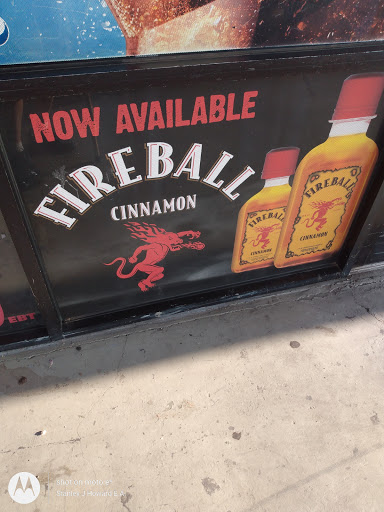 NOW AVAILABLE
FIREBALL
CINNAMON
FIREBALL
CINNAMON
FIREBALL
CINNAMON
EBT